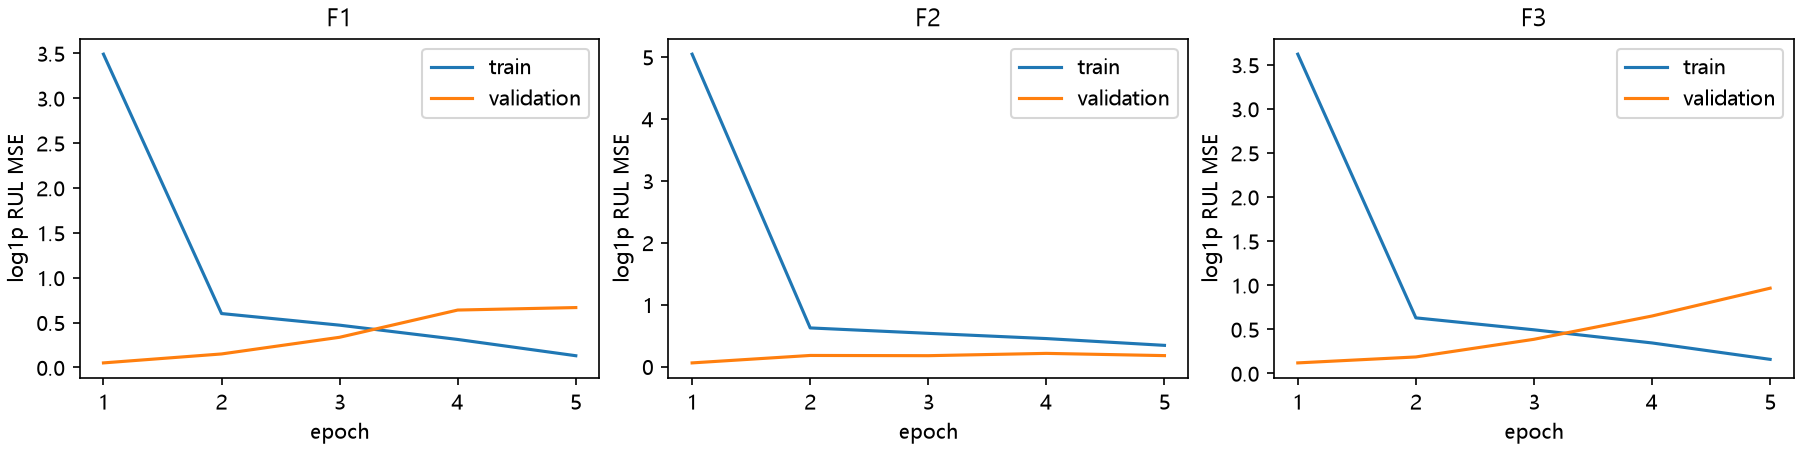 F1
log1p RUL MSE
3.5
3.0
2.5
2.0
1.5
1.0
0.5
0.0
train
validation
1 2 3 4 5
epoch
F2
log1p RUL MSE
5
4
3
2
1
0
train
validation
1 2 3 4 5
epoch
F3
log1p RUL MSE
3.5
3.0
2.5
2.0
1.5
1.0
0.5
0.0
train
validation
1 2 3 4 5
epoch